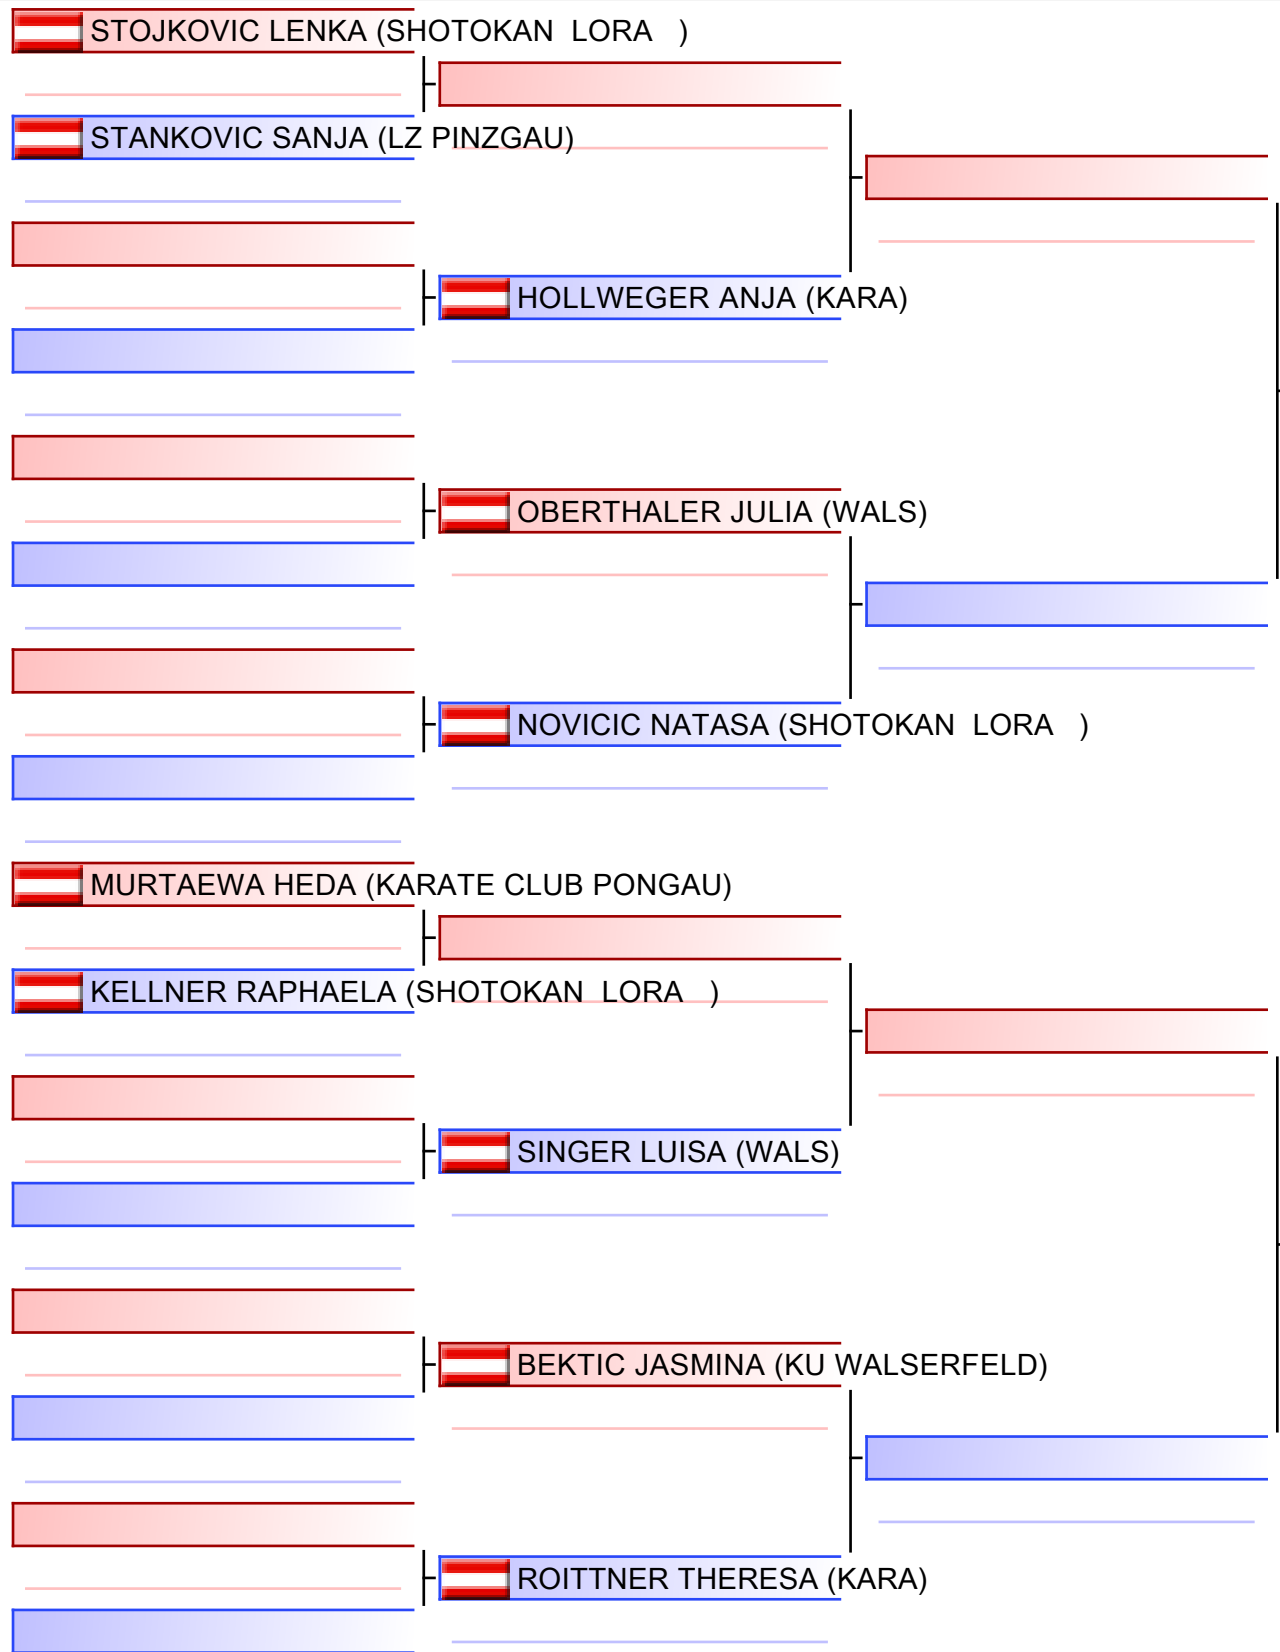 STOJKOVIC LENKA (SHOTOKAN  LORA   )
STANKOVIC SANJA (LZ PINZGAU)
HOLLWEGER ANJA (KARA)
OBERTHALER JULIA (WALS)
NOVICIC NATASA (SHOTOKAN  LORA   )
MURTAEWA HEDA (KARATE CLUB PONGAU)
KELLNER RAPHAELA (SHOTOKAN  LORA   )
SINGER LUISA (WALS)
BEKTIC JASMINA (KU WALSERFELD)
ROITTNER THERESA (KARA)